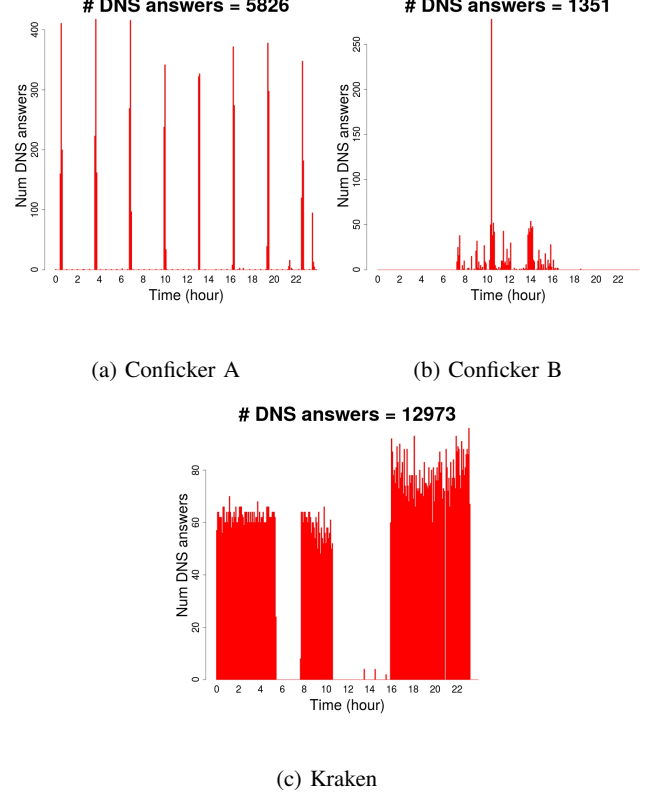 # DNS answers = 5826
Num DNS answers
0 100 200 300 400
0 2 4 6 8 10 12 14 16 18 20 22
Time (hour)
(a) Conficker A
# DNS answers = 1351
Num DNS answers
0 50 100 150 200 250
0 2 4 6 8 10 12 14 16 18 20 22
Time (hour)
(b) Conficker B
# DNS answers = 12973
Num DNS answers
0 20 40 60 80
0 2 4 6 8 10 12 14 16 18 20 22
Time (hour)
(c) Kraken